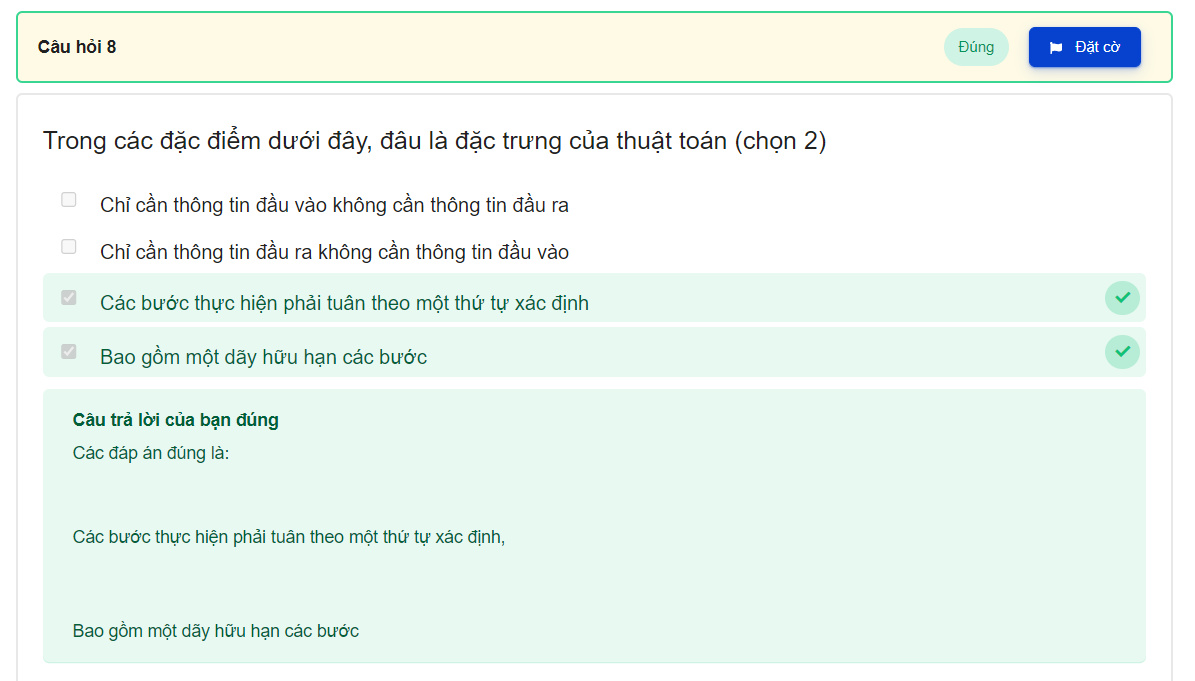 Câu hỏi 8
Đúng
Đặt cờ
Trong các đặc điểm dưới đây, đâu là đặc trưng của thuật toán (chọn 2)
Chỉ cần thông tin đầu vào không cần thông tin đầu ra
Chỉ cần thông tin đầu ra không cần thông tin đầu vào
Các bước thực hiện phải tuân theo một thứ tự xác định
Bao gồm một dãy hữu hạn các bước
Câu trả lời của bạn đúng
Các đáp án đúng là:
Các bước thực hiện phải tuân theo một thứ tự xác định,
Bao gồm một dãy hữu hạn các bước